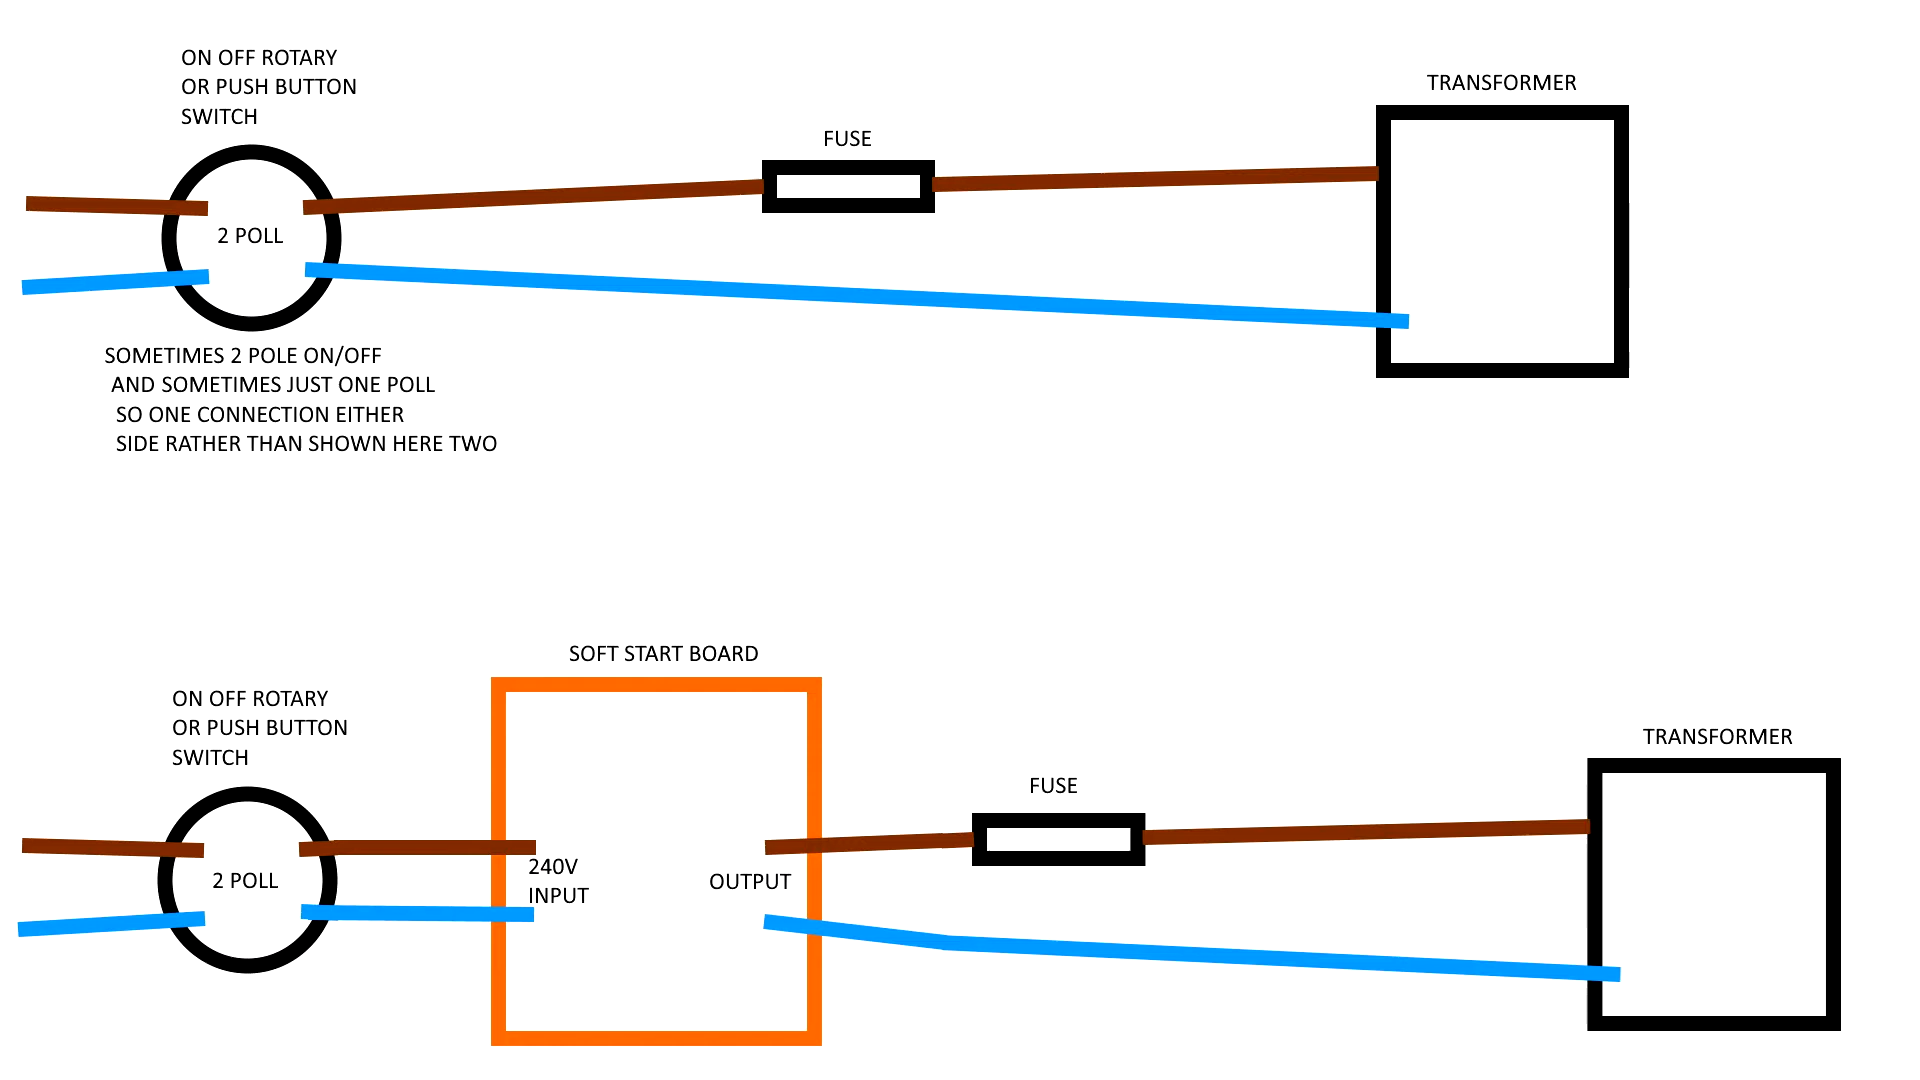 ON OFF ROTARY
OR PUSH BUTTON
SWITCH
TRANSFORMER
FUSE
2 POLL
SOMETIMES 2 POLE ON/OFF
AND SOMETIMES JUST ONE POLL
SO ONE CONNECTION EITHER
SIDE RATHER THAN SHOWN HERE TWO
SOFT START BOARD
ON OFF ROTARY
OR PUSH BUTTON
SWITCH
TRANSFORMER
FUSE
2 POLL
240V
INPUT
OUTPUT